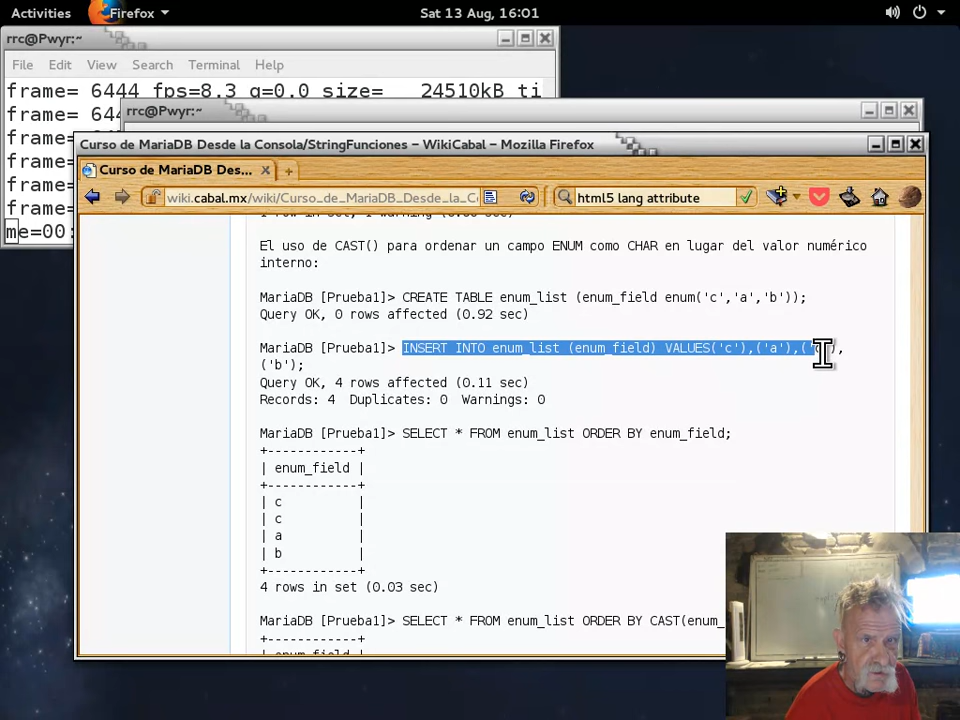 Activities Firefox Sat 13 Aug, 16:01
rrc@Pwyr:~
File Edit View Search Terminal Help
frame= 6444 fps=8.3 q=0.0 size= 24510kB ti
frame= 644
rrc@Pwyr:~
frame=
frame=
frame=
me=00:
Curso de MariaDB Desde la Consola/StringFunciones – WikiCabal – Mozilla Firefox
Curso de MariaDB Des...
wiki.cabal.mx/wiki/Curso_de_MariaDB_Desde_la_C
html5 lang attribute
El uso de CAST() para ordenar un campo ENUM como CHAR en lugar del valor numérico
interno:
MariaDB [Prueba1]> CREATE TABLE enum_list (enum_field enum('c','a','b'));
Query OK, 0 rows affected (0.92 sec)
MariaDB [Prueba1]> INSERT INTO enum_list (enum_field) VALUES('c'),('a'),('c'),
('b');
Query OK, 4 rows affected (0.11 sec)
Records: 4 Duplicates: 0 Warnings: 0
MariaDB [Prueba1]> SELECT * FROM enum_list ORDER BY enum_field;
+------------+
| enum_field |
+------------+
| c |
| c |
| a |
| b |
+------------+
4 rows in set (0.03 sec)
MariaDB [Prueba1]> SELECT * FROM enum_list ORDER BY CAST(enum_
+------------+
| enum_field |